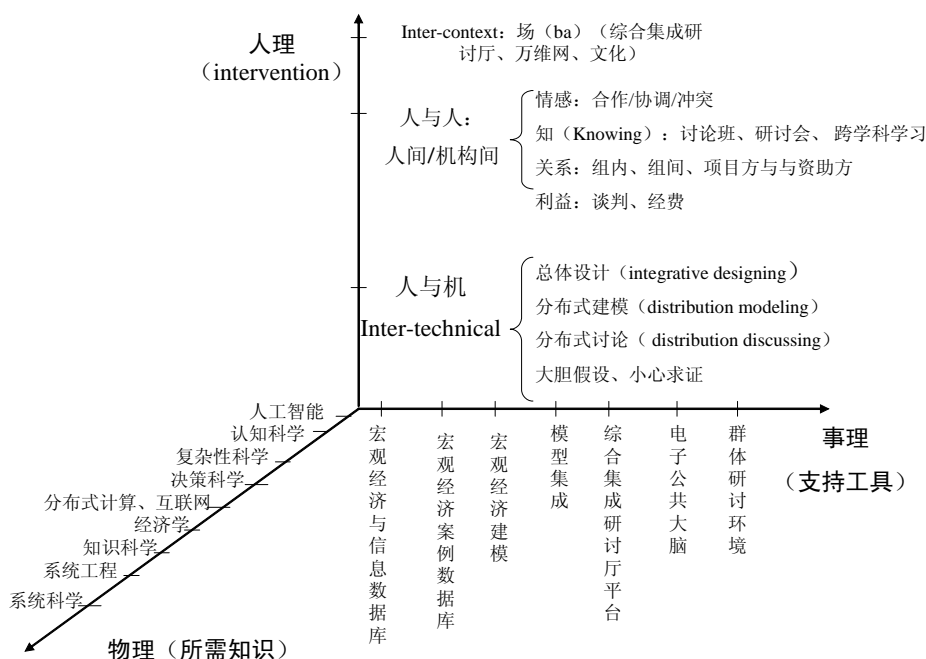 人理
（intervention）
Inter-context：场（ba）（综合集成研
讨厅、万维网、文化）
人与人：
人间/机构间
情感：合作/协调/冲突
知（Knowing）：讨论班、研讨会、 跨学科学习
关系：组内、组间、项目方与与资助方
利益：谈判、经费
人与机
Inter-technical
总体设计（integrative designing）
分布式建模（distribution modeling）
分布式讨论（ distribution discussing）
大胆假设、小心求证
人工智能
认知科学
复杂性科学
决策科学
分布式计算、互联网
经济学
知识科学
系统工程
系统科学
物理（所需知识）
宏观经济与信息数据库
宏观经济案例数据库
宏观经济建模
模型集成
综合集成研讨厅平台
电子公共大脑
群体研讨环境
事理
（支持工具）